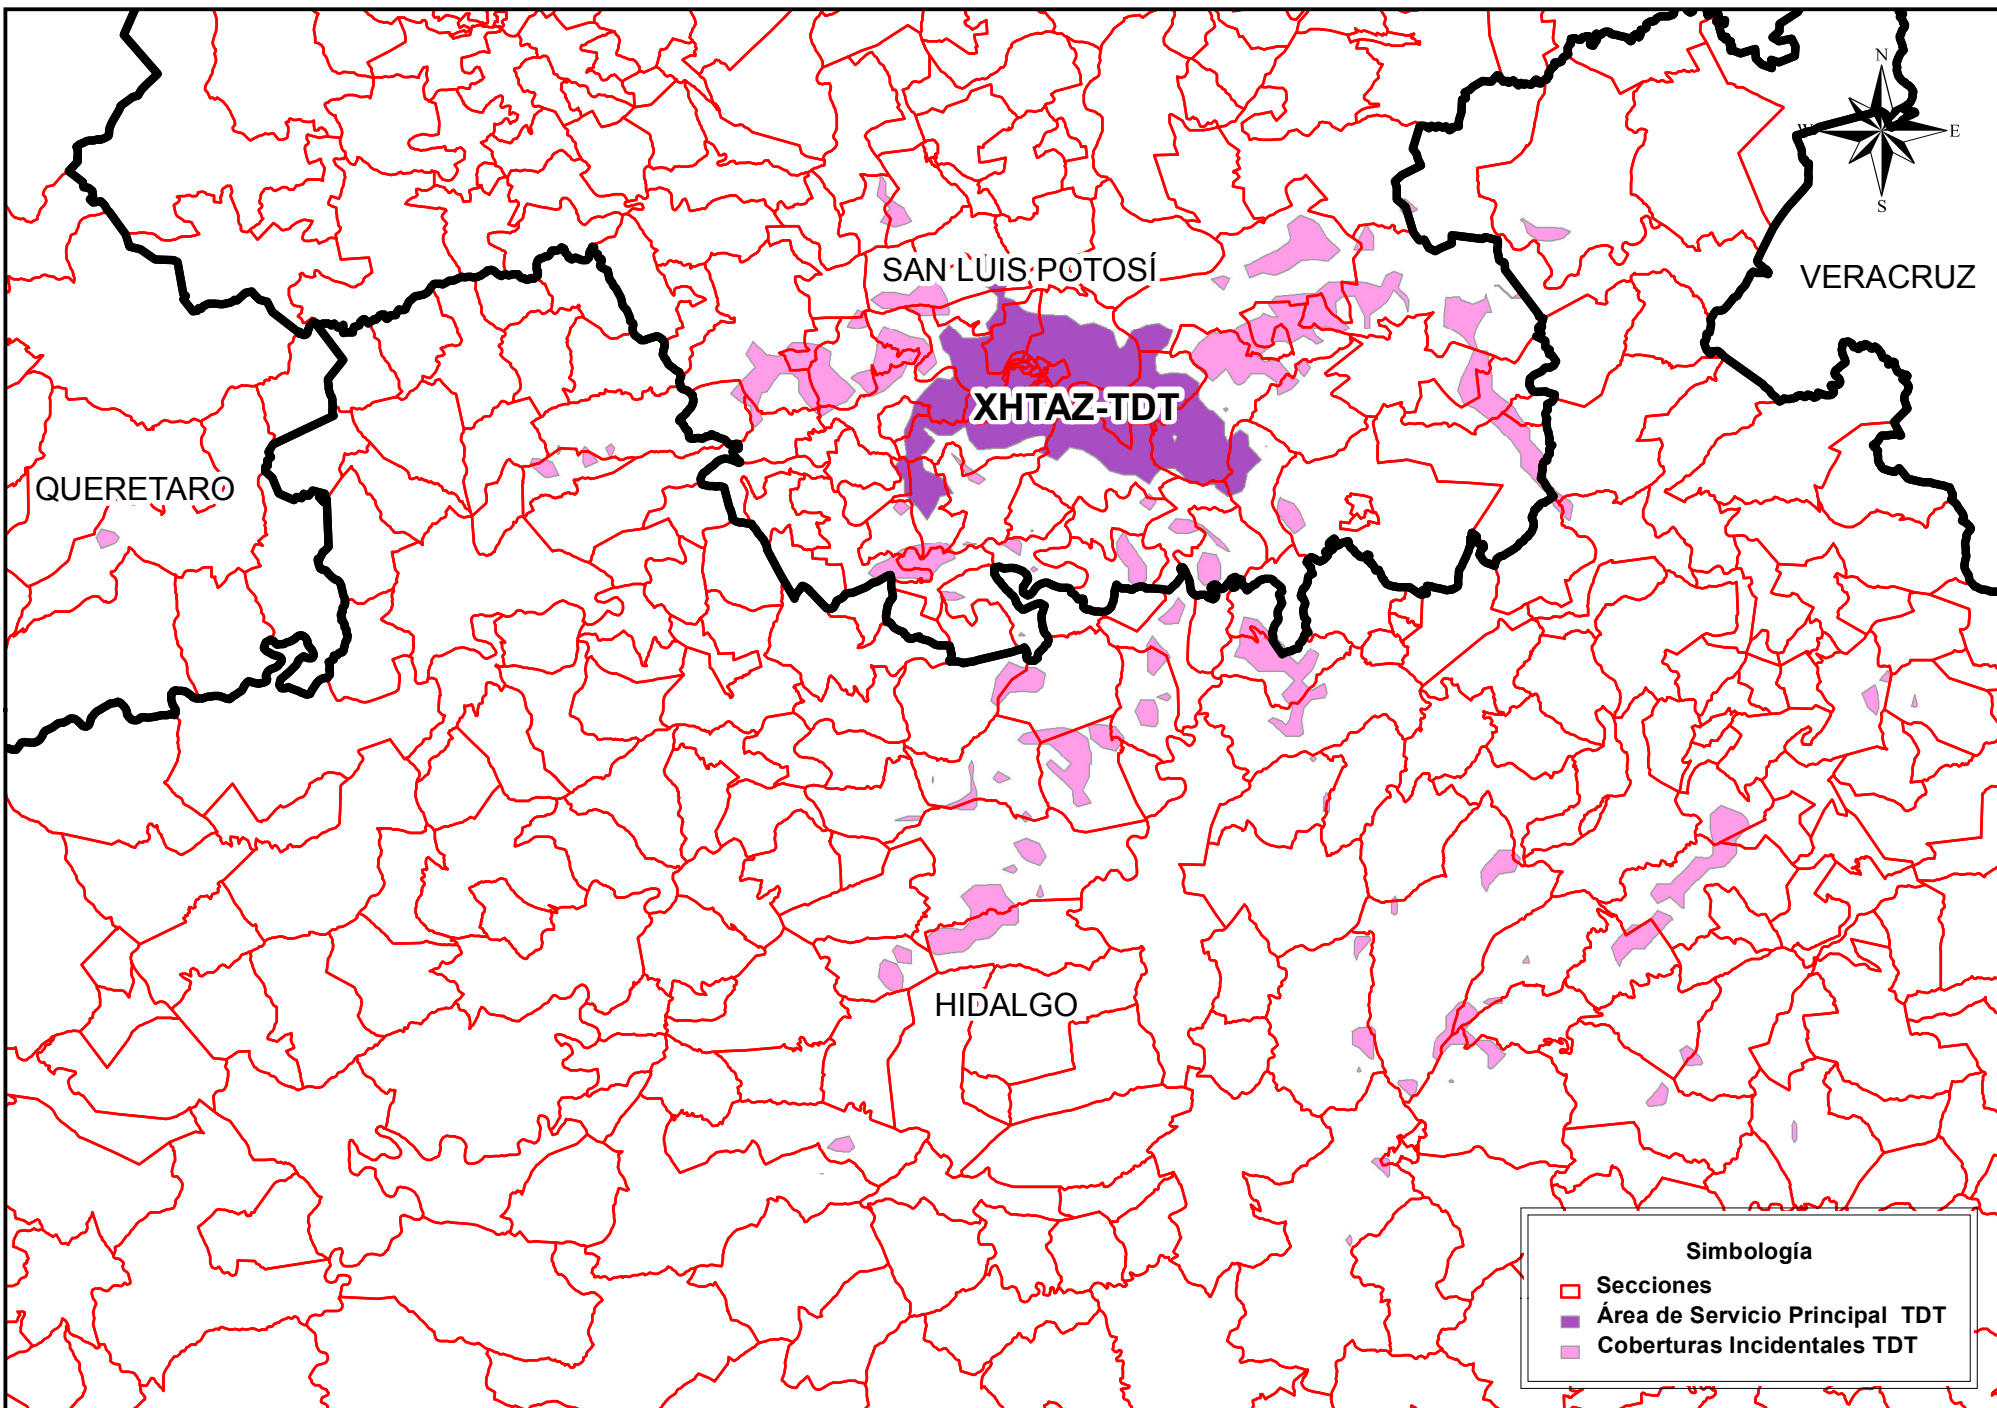 N
W
E
S
SAN LUIS POTOSÍ
VERACRUZ
XHTAZ-TDT
QUERETARO
HIDALGO
Simbología
Secciones
Área de Servicio Principal TDT
Coberturas Incidentales TDT